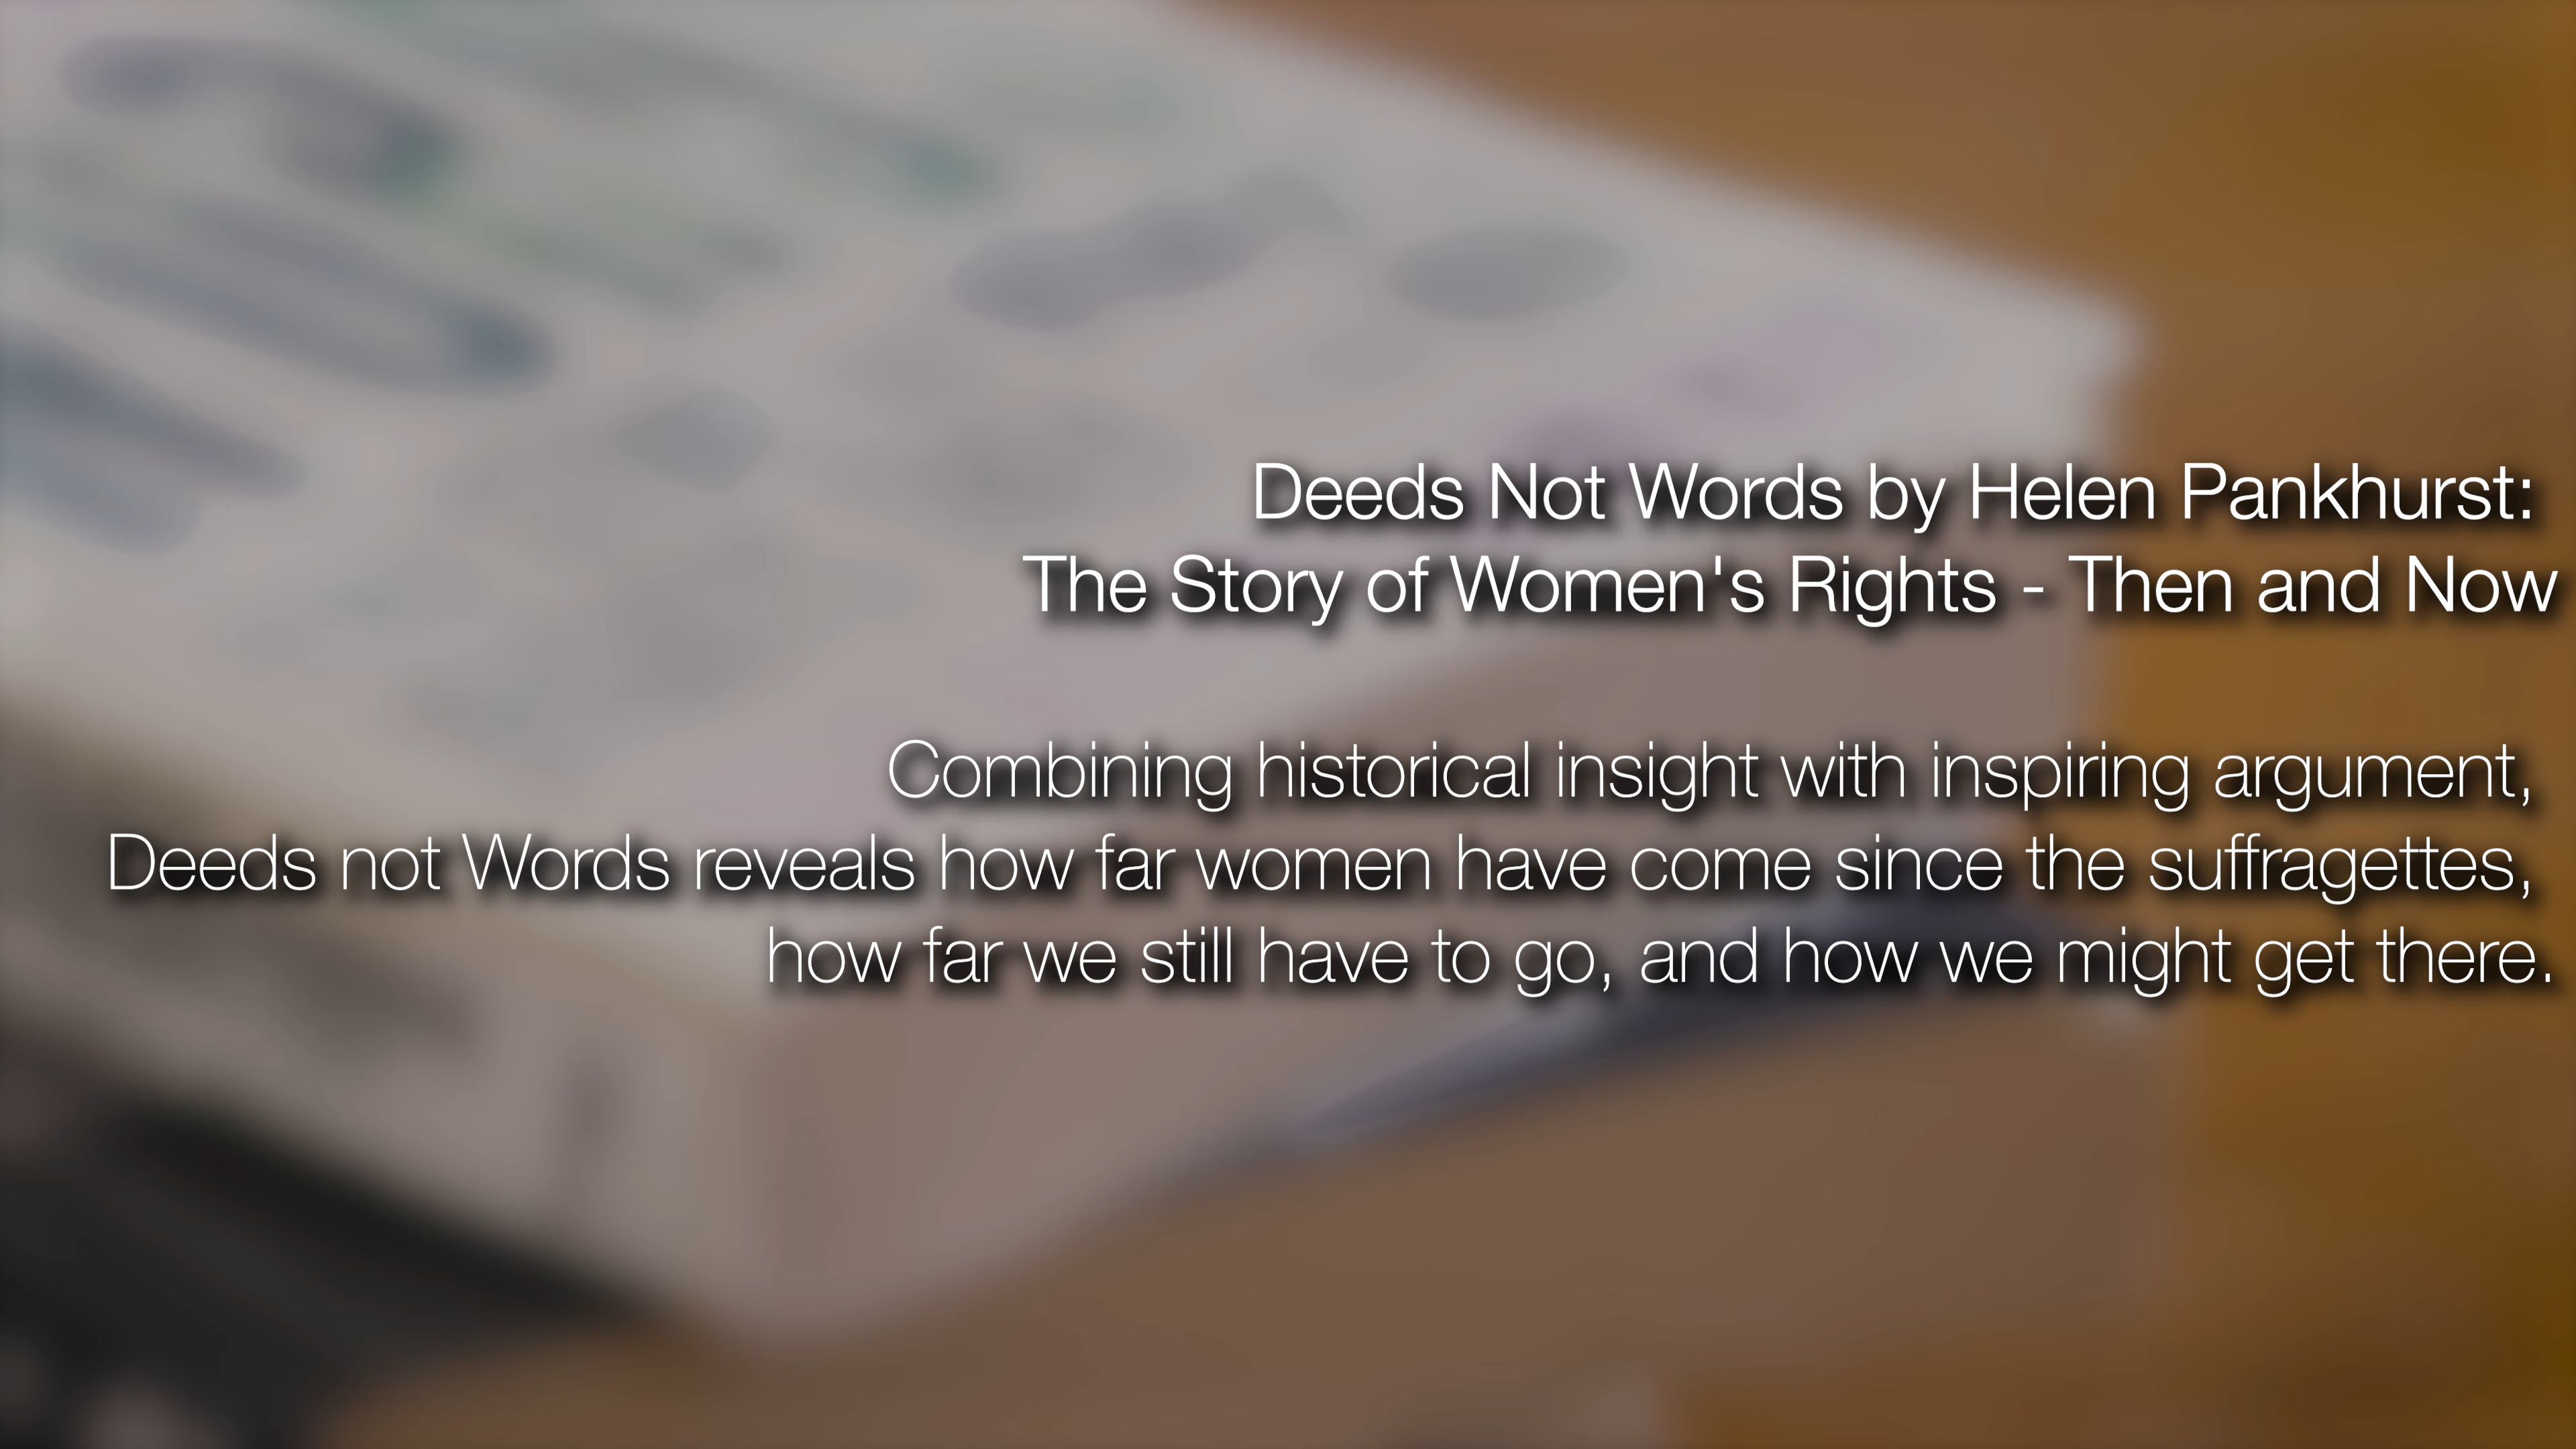 Deeds Not Words by Helen Pankhurst:
The Story of Women's Rights - Then and Now
Combining historical insight with inspiring argument,
Deeds not Words reveals how far women have come since the suffragettes,
how far we still have to go, and how we might get there.